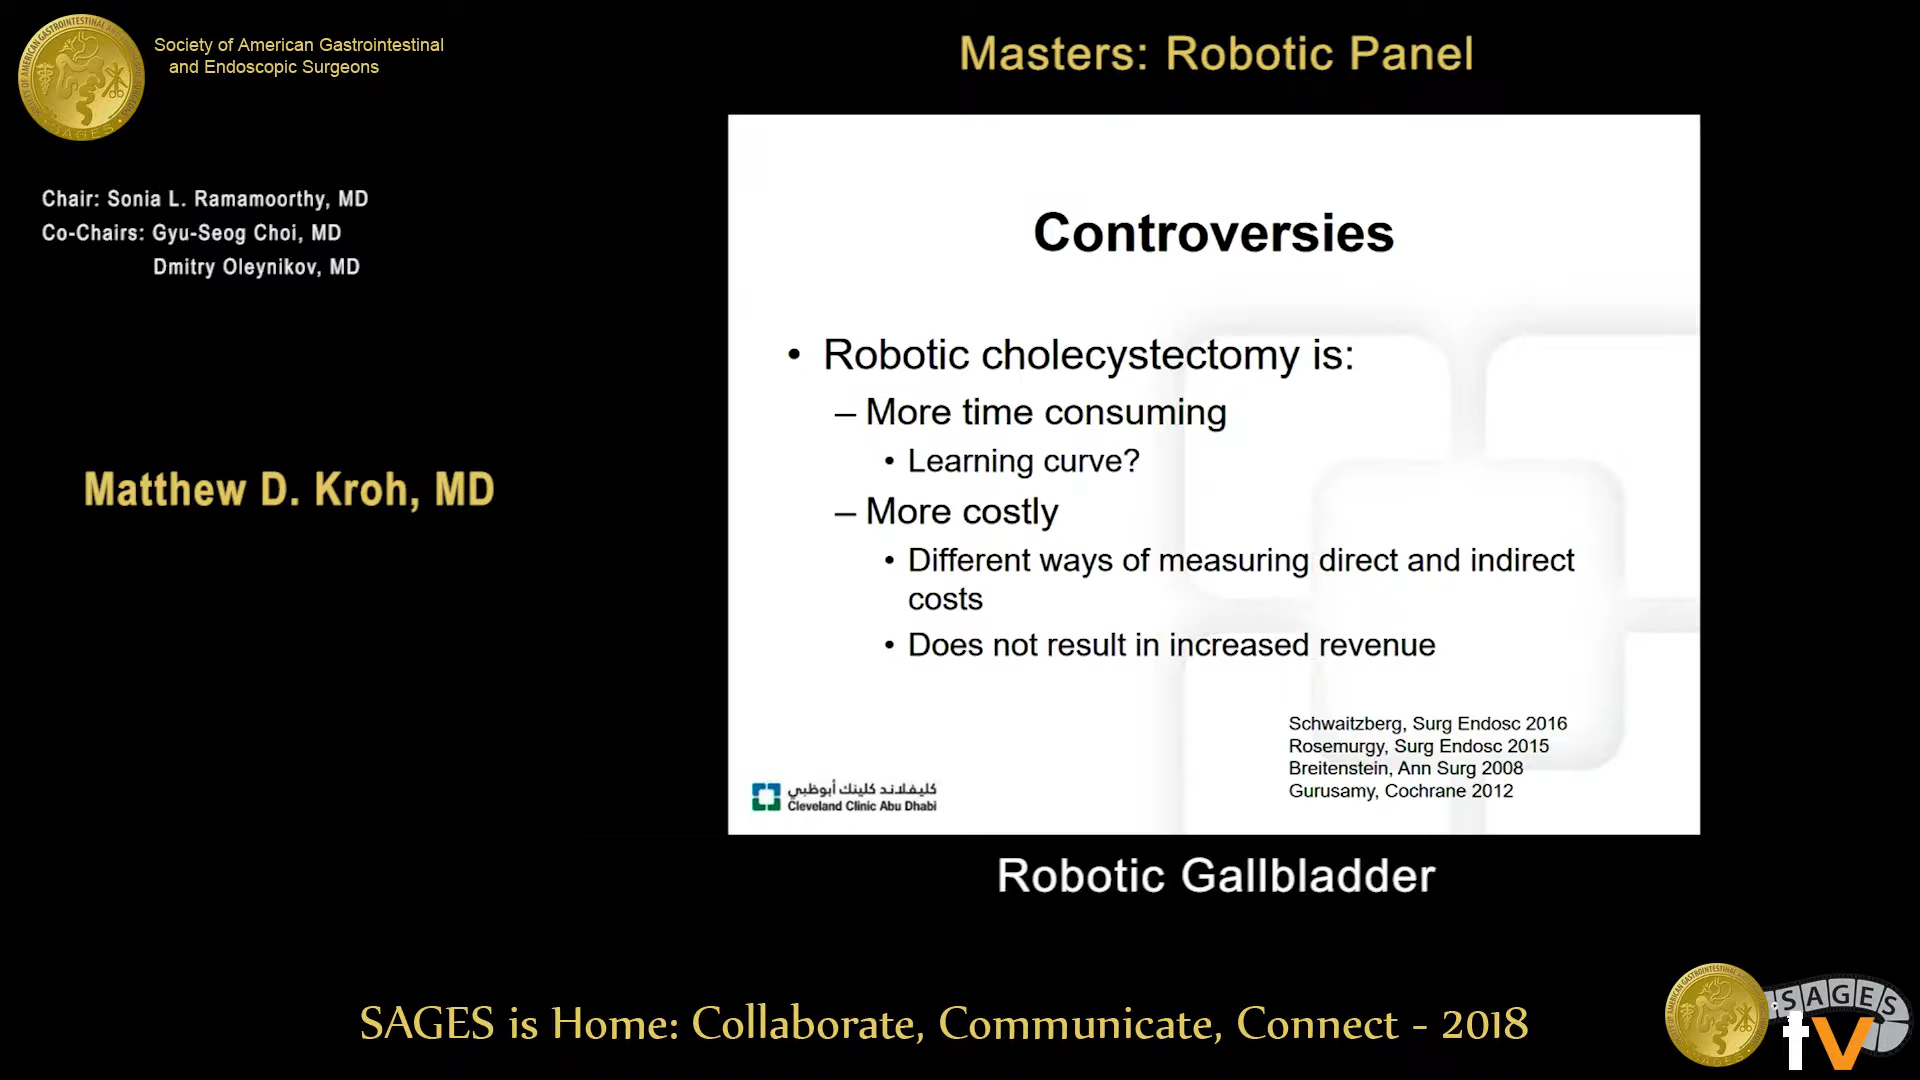 Society of American Gastrointestinal
and Endoscopic Surgeons
Masters: Robotic Panel
Chair: Sonia L. Ramamoorthy, MD
Co-Chairs: Gyu-Seog Choi, MD
Dmitry Oleynikov, MD
Matthew D. Kroh, MD
Controversies
• Robotic cholecystectomy is:
– More time consuming
• Learning curve?
– More costly
• Different ways of measuring direct and indirect
costs
• Does not result in increased revenue
Schwaitzberg, Surg Endosc 2016
Rosemurgy, Surg Endosc 2015
Breitenstein, Ann Surg 2008
Gurusamy, Cochrane 2012
كليفلاند كلينك أبوظبي
Cleveland Clinic Abu Dhabi
Robotic Gallbladder
SAGES is Home: Collaborate, Communicate, Connect - 2018
SAGES
tv